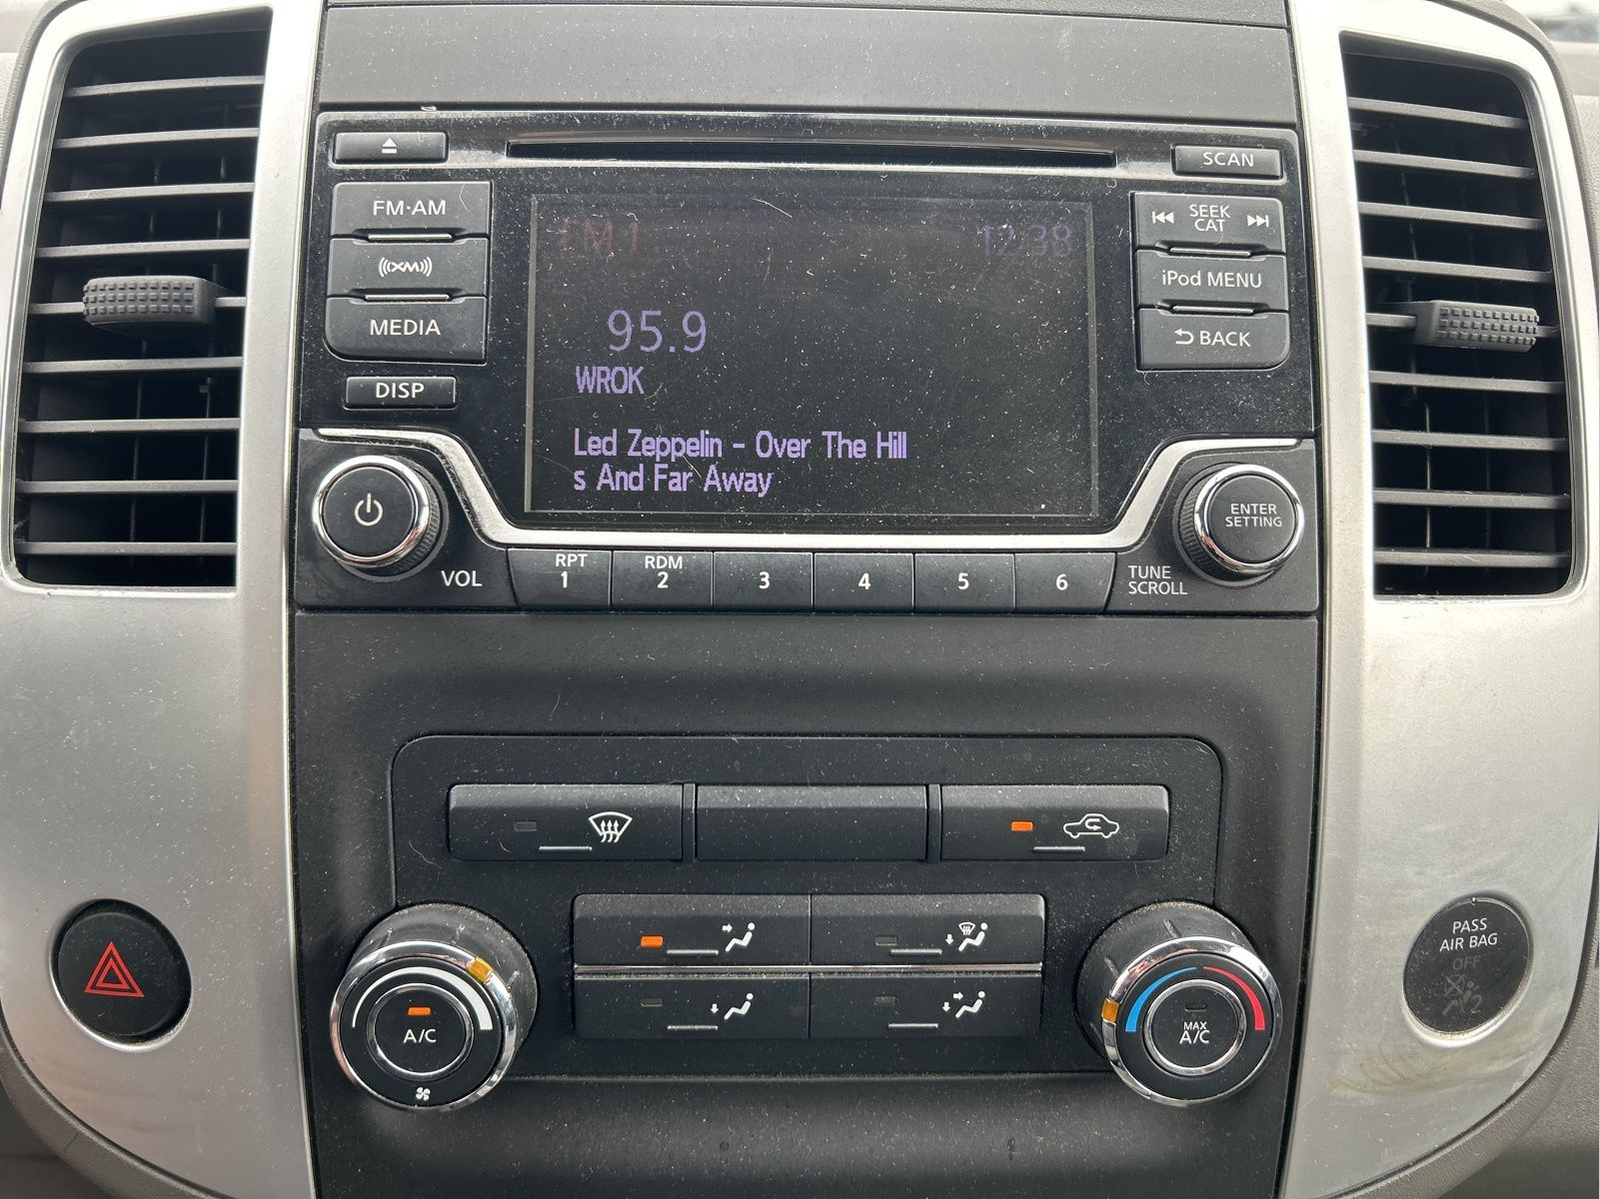 SCAN
FM·AM
SEEK
CAT
XM
FM1
12:38
iPod MENU
95.9
MEDIA
BACK
WROK
DISP
Led Zeppelin - Over The Hill
s And Far Away
ENTER
SETTING
VOL
RPT
1
RDM
2
3
4
5
6
TUNE
SCROLL
PASS
AIR BAG
OFF
2
A/C
MAX
A/C